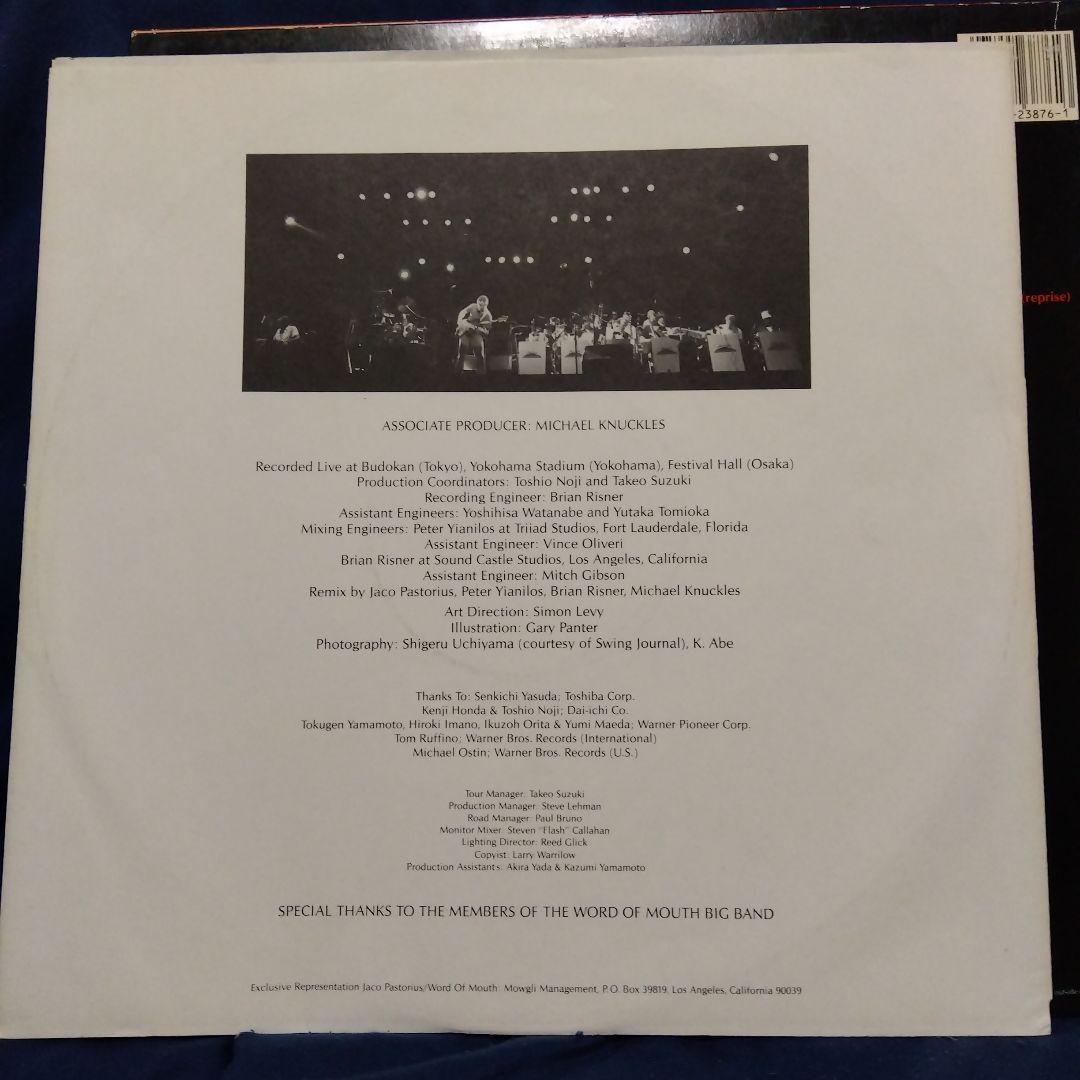 -23876-1
(reprise)
ASSOCIATE PRODUCER: MICHAEL KNUCKLES
Recorded Live at Budokan (Tokyo), Yokohama Stadium (Yokohama), Festival Hall (Osaka)
Production Coordinators: Toshio Noji and Takeo Suzuki
Recording Engineer: Brian Risner
Assistant Engineers: Yoshihisa Watanabe and Yutaka Tomioka
Mixing Engineers: Peter Yianilos at Triiad Studios, Fort Lauderdale, Florida
Assistant Engineer: Vince Oliveri
Brian Risner at Sound Castle Studios, Los Angeles, California
Assistant Engineer: Mitch Gibson
Remix by Jaco Pastorius, Peter Yianilos, Brian Risner, Michael Knuckles
Art Direction: Simon Levy
Illustration: Gary Panter
Photography: Shigeru Uchiyama (courtesy of Swing Journal), K. Abe
Thanks To: Senkichi Yasuda; Toshiba Corp.
Kenji Honda & Toshio Noji; Dai-ichi Co.
Tokugen Yamamoto, Hiroki Imano, Ikuzoh Orita & Yumi Maeda; Warner Pioneer Corp.
Tom Ruffino; Warner Bros. Records (International)
Michael Ostin; Warner Bros. Records (U.S.)
Tour Manager: Takeo Suzuki
Production Manager: Steve Lehman
Road Manager: Paul Bruno
Monitor Mixer: Steven "Flash" Callahan
Lighting Director: Reed Glick
Copyist: Larry Warrilow
Production Assistants: Akira Yada & Kazumi Yamamoto
SPECIAL THANKS TO THE MEMBERS OF THE WORD OF MOUTH BIG BAND
Exclusive Representation Jaco Pastorius/Word Of Mouth: Mowgli Management, P.O. Box 39819, Los Angeles, California 90039